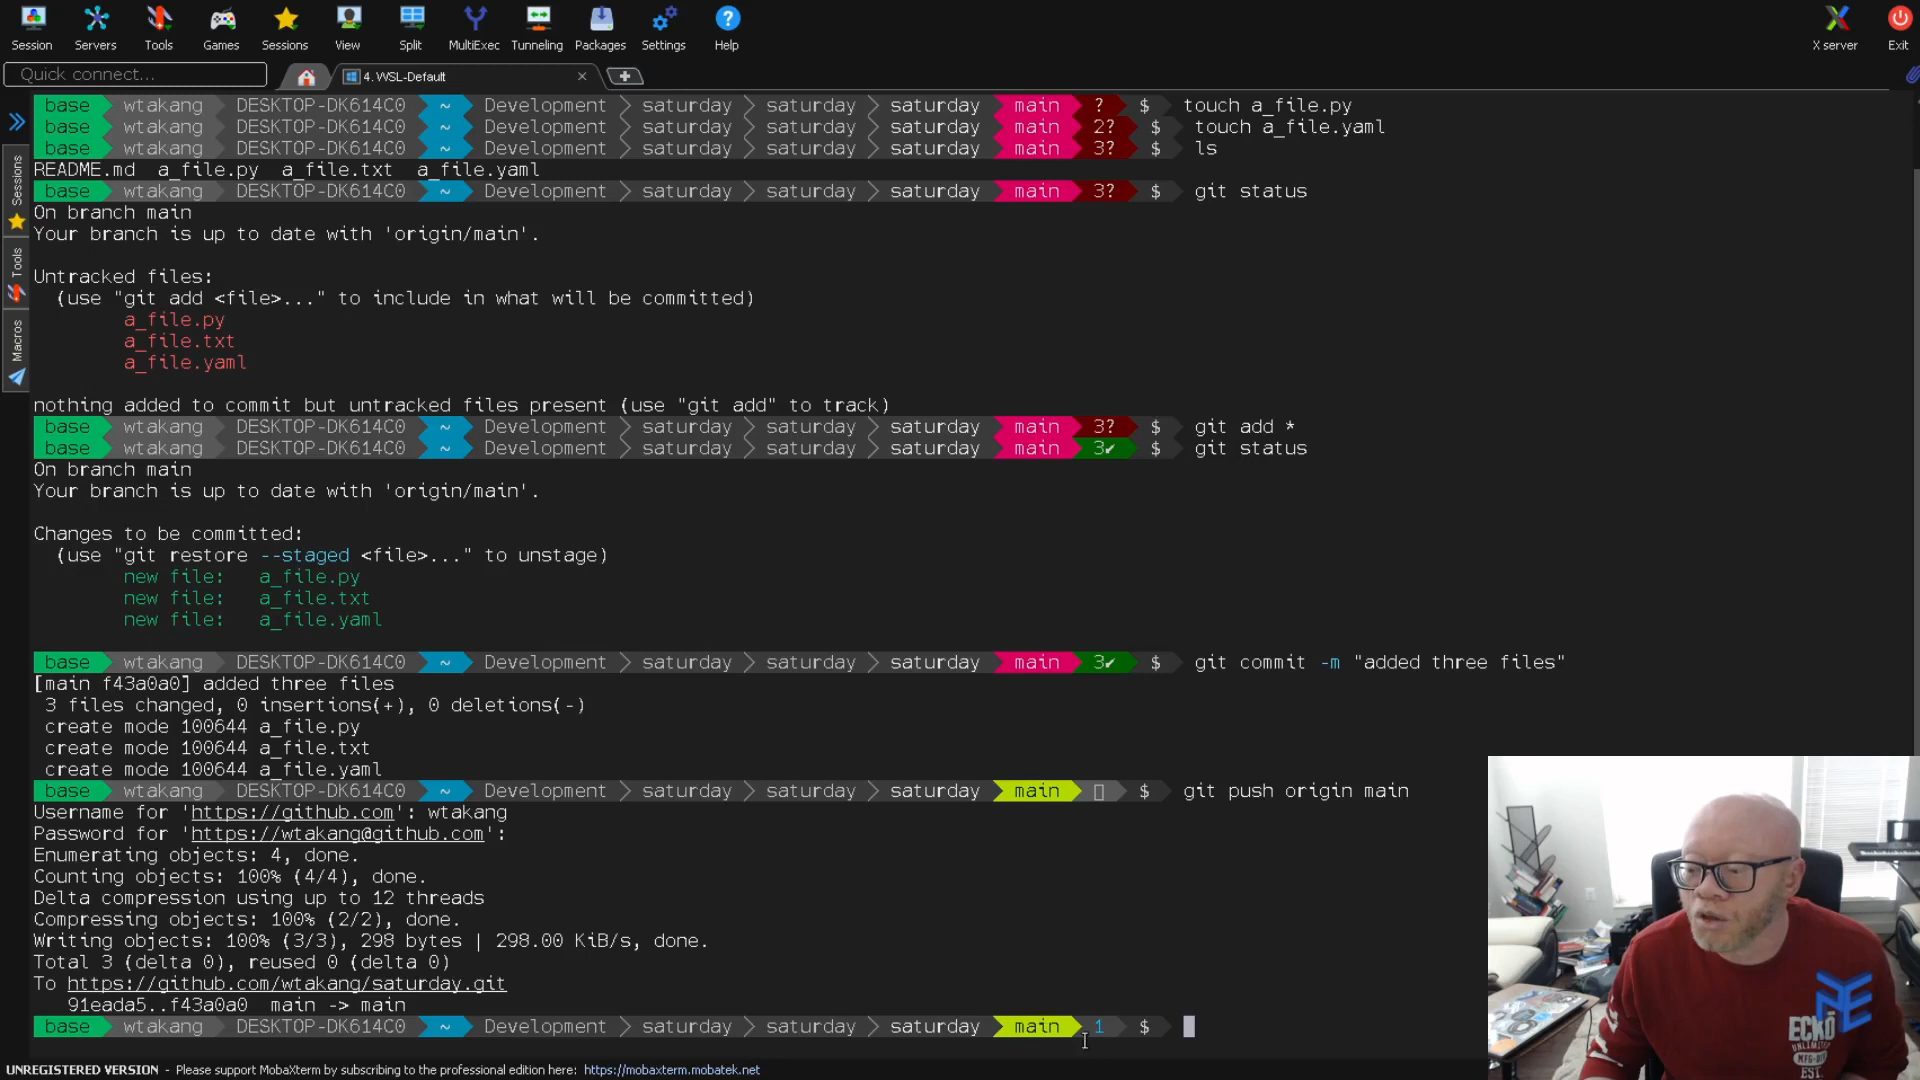 Session Servers Tools Games Sessions View Split MultiExec Tunneling Packages Settings Help X server Exit
Quick connect... 4. WSL-Default
base wtakang DESKTOP-DK614C0 ~ Development saturday saturday saturday main ? $ touch a_file.py
base wtakang DESKTOP-DK614C0 ~ Development saturday saturday saturday main 2? $ touch a_file.yaml
base wtakang DESKTOP-DK614C0 ~ Development saturday saturday saturday main 3? $ ls
README.md a_file.py a_file.txt a_file.yaml
base wtakang DESKTOP-DK614C0 ~ Development saturday saturday saturday main 3? $ git status
On branch main
Your branch is up to date with 'origin/main'.
Untracked files:
(use "git add <file>..." to include in what will be committed)
a_file.py
a_file.txt
a_file.yaml
nothing added to commit but untracked files present (use "git add" to track)
base wtakang DESKTOP-DK614C0 ~ Development saturday saturday saturday main 3? $ git add *
base wtakang DESKTOP-DK614C0 ~ Development saturday saturday saturday main 3✔ $ git status
On branch main
Your branch is up to date with 'origin/main'.
Changes to be committed:
(use "git restore --staged <file>..." to unstage)
new file: a_file.py
new file: a_file.txt
new file: a_file.yaml
base wtakang DESKTOP-DK614C0 ~ Development saturday saturday saturday main 3✔ $ git commit -m "added three files"
[main f43a0a0] added three files
3 files changed, 0 insertions(+), 0 deletions(-)
create mode 100644 a_file.py
create mode 100644 a_file.txt
create mode 100644 a_file.yaml
base wtakang DESKTOP-DK614C0 ~ Development saturday saturday saturday main $ git push origin main
Username for 'https://github.com': wtakang
Password for 'https://wtakang@github.com':
Enumerating objects: 4, done.
Counting objects: 100% (4/4), done.
Delta compression using up to 12 threads
Compressing objects: 100% (2/2), done.
Writing objects: 100% (3/3), 298 bytes | 298.00 KiB/s, done.
Total 3 (delta 0), reused 0 (delta 0)
To https://github.com/wtakang/saturday.git
91eada5..f43a0a0 main -> main
base wtakang DESKTOP-DK614C0 ~ Development saturday saturday saturday main 1 $
Sessions
Tools
Macros
ECKŌ
UNLIMITED
MFG-DIV
EST.
UNREGISTERED VERSION - Please support MobaXterm by subscribing to the professional edition here: https://mobaxterm.mobatek.net